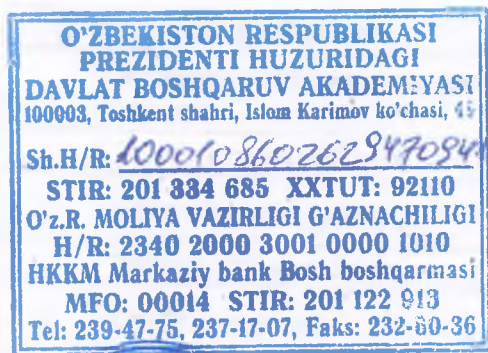 O'ZBEKISTON RESPUBLIKASI
PREZIDENTI HUZURIDAGI
DAVLAT BOSHQARUV AKADEMIYASI
100003, Toshkent shahri, Islom Karimov ko'chasi,
Sh.H/R:
STIR: 201 334 685 XXTUT: 92110
O'z.R. MOLIYA VAZIRLIGI G'AZNACHILIGI
H/R: 2340 2000 3001 0000 1010
HKKM Markaziy bank Bosh boshqarmasi
MFO: 00014 STIR: 201 122 913
Tel: 239-47-75, 237-17-07, Faks: 232-60-36